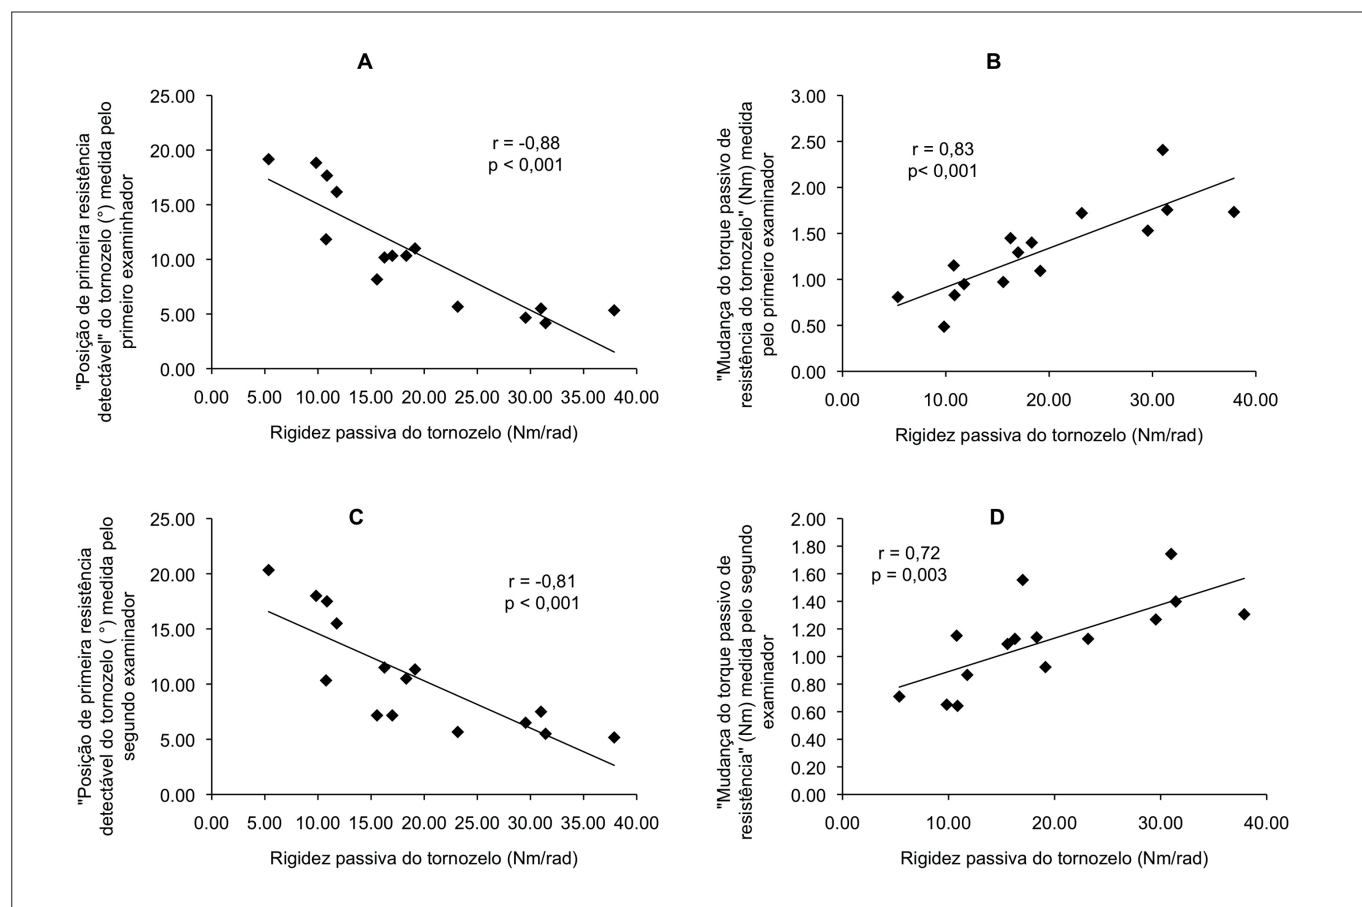 A
"Posição de primeira resistência
detectável" do tornozelo (°) medida pelo
primeiro examinhador
25.00
20.00
15.00
10.00
5.00
0.00
r = -0,88
p < 0,001
0.00 5.00 10.00 15.00 20.00 25.00 30.00 35.00 40.00
Rigidez passiva do tornozelo (Nm/rad)
B
"Mudança do torque passivo de
resistência do tornozelo" (Nm) medida
pelo primeiro examinador
3.00
2.50
2.00
1.50
1.00
0.50
0.00
r = 0,83
p< 0,001
0.00 10.00 20.00 30.00 40.00
Rigidez passiva do tornozelo (Nm/rad)
C
"Posição de primeira resistência
detectável do tornozelo ( °) medida pelo
segundo examinador
25.00
20.00
15.00
10.00
5.00
0.00
r = -0,81
p < 0,001
0.00 5.00 10.00 15.00 20.00 25.00 30.00 35.00 40.00
Rigidez passiva do tornozelo (Nm/rad)
D
"Mudança do torque passivo de
resistência" (Nm) medida pelo segundo
examinador
2.00
1.80
1.60
1.40
1.20
1.00
0.80
0.60
0.40
0.20
0.00
r = 0,72
p = 0,003
0.00 10.00 20.00 30.00 40.00
Rigidez passiva do tornozelo (Nm/rad)